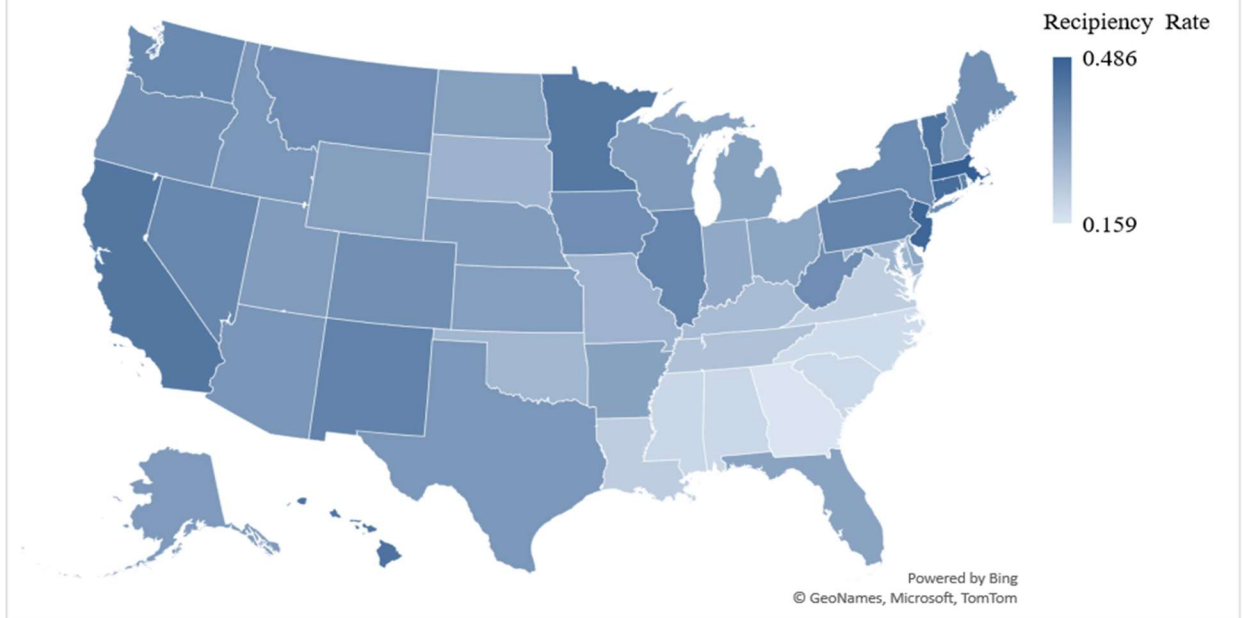 Recipiency Rate
0.486
0.159
Powered by Bing
© GeoNames, Microsoft, TomTom